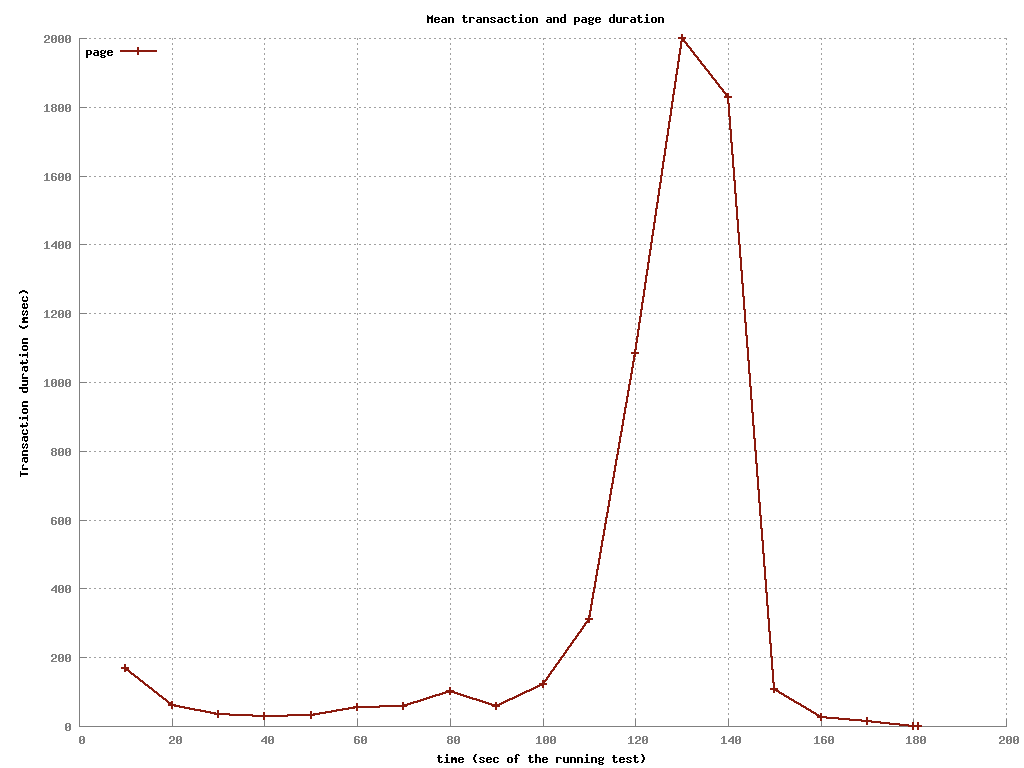 Mean transaction and page duration
page
2000
1800
1600
1400
1200
1000
800
600
400
200
0
Transaction duration (msec)
0 20 40 60 80 100 120 140 160 180 200
time (sec of the running test)